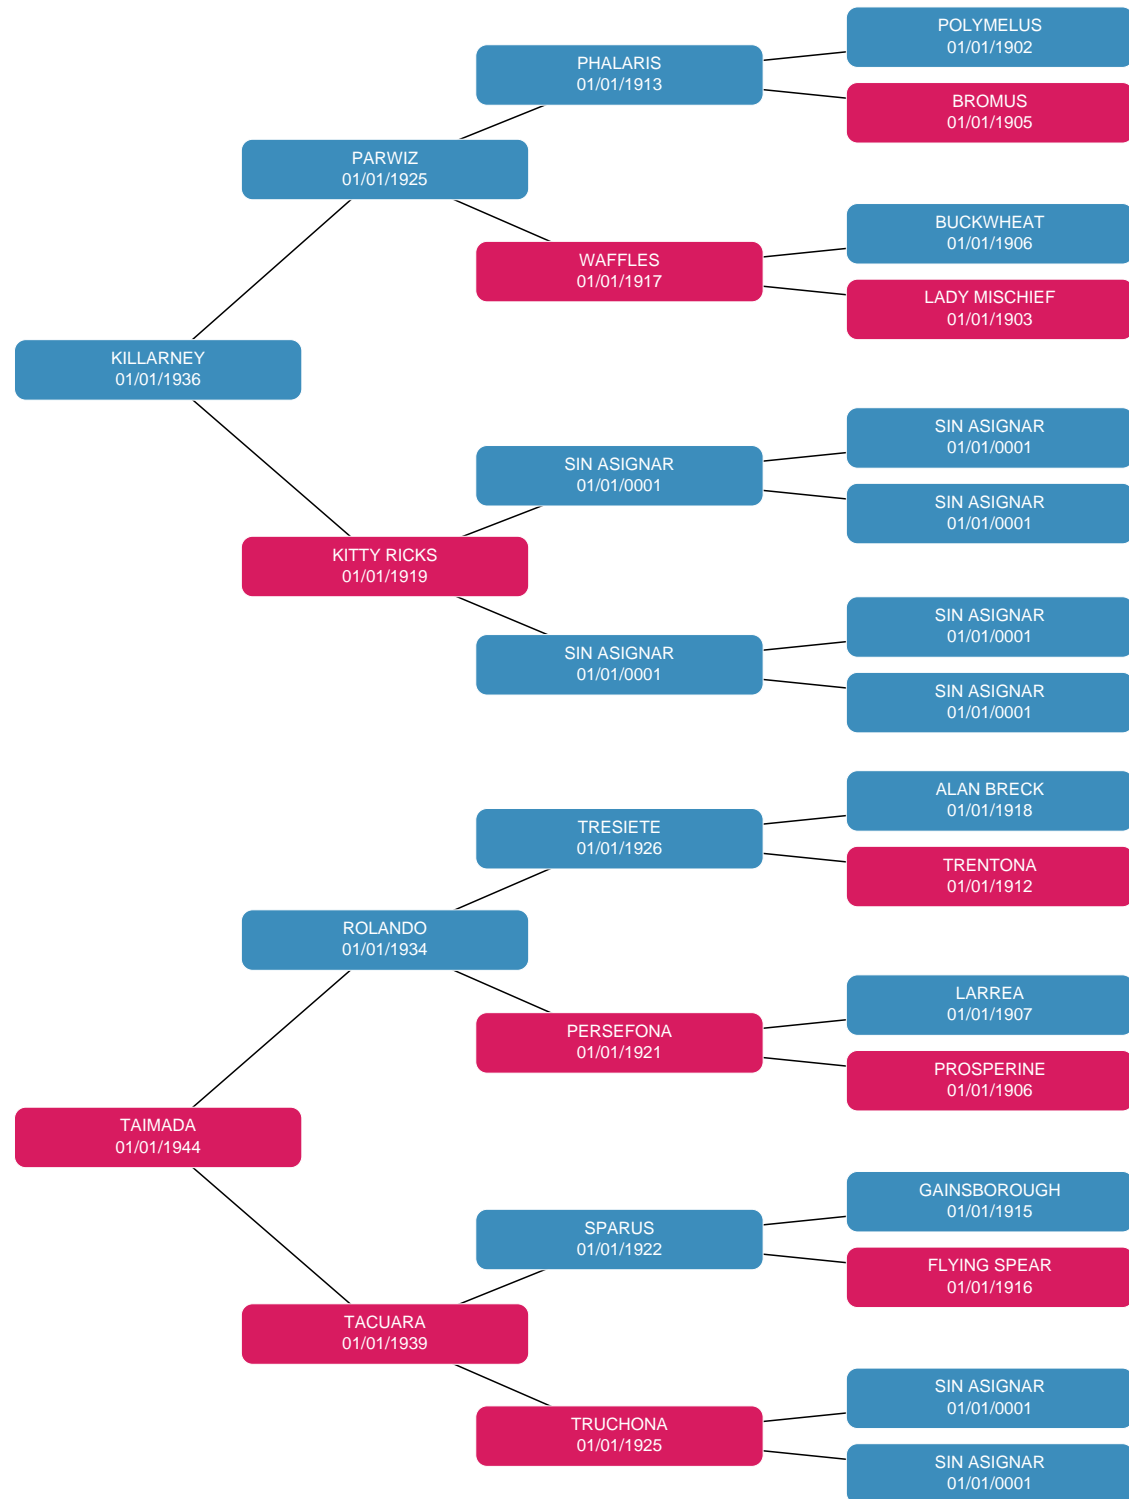 POLYMELUS
01/01/1902
PHALARIS
01/01/1913
BROMUS
01/01/1905
PARWIZ
01/01/1925
BUCKWHEAT
01/01/1906
WAFFLES
01/01/1917
LADY MISCHIEF
01/01/1903
KILLARNEY
01/01/1936
SIN ASIGNAR
01/01/0001
SIN ASIGNAR
01/01/0001
SIN ASIGNAR
01/01/0001
KITTY RICKS
01/01/1919
SIN ASIGNAR
01/01/0001
SIN ASIGNAR
01/01/0001
SIN ASIGNAR
01/01/0001
ALAN BRECK
01/01/1918
TRESIETE
01/01/1926
TRENTONA
01/01/1912
ROLANDO
01/01/1934
LARREA
01/01/1907
PERSEFONA
01/01/1921
PROSPERINE
01/01/1906
TAIMADA
01/01/1944
GAINSBOROUGH
01/01/1915
SPARUS
01/01/1922
FLYING SPEAR
01/01/1916
TACUARA
01/01/1939
SIN ASIGNAR
01/01/0001
TRUCHONA
01/01/1925
SIN ASIGNAR
01/01/0001